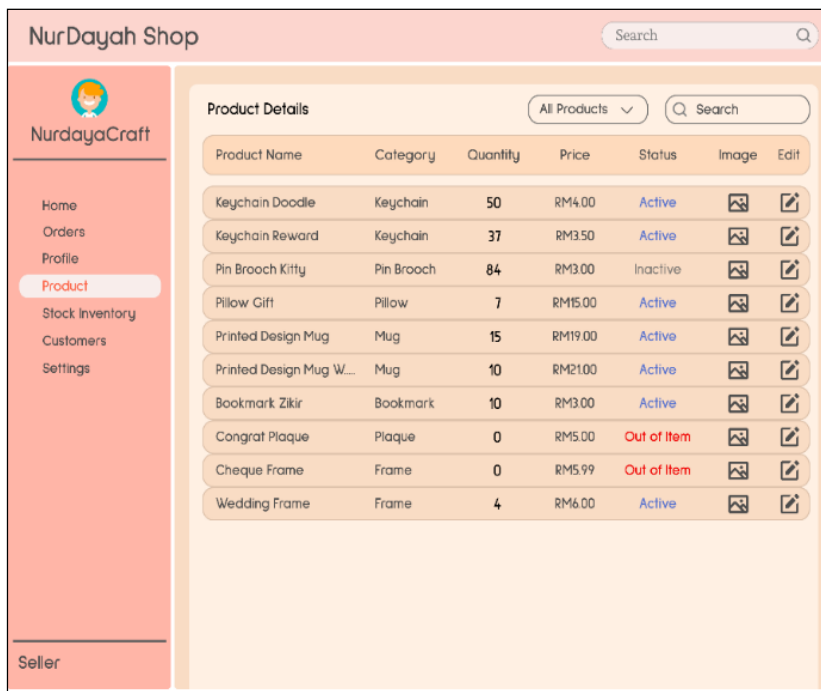 NurDayah Shop
Search
NurdayaCraft
Home
Orders
Profile
Product
Stock Inventory
Customers
Settings
Seller
Product Details
All Products
Search
Product Name Category Quantity Price Status Image Edit
Keychain Doodle Keychain 50 RM4.00 Active
Keychain Reward Keychain 37 RM3.50 Active
Pin Brooch Kitty Pin Brooch 84 RM3.00 Inactive
Pillow Gift Pillow 7 RM15.00 Active
Printed Design Mug Mug 15 RM19.00 Active
Printed Design Mug W.... Mug 10 RM21.00 Active
Bookmark Zikir Bookmark 10 RM3.00 Active
Congrat Plaque Plaque 0 RM5.00 Out of Item
Cheque Frame Frame 0 RM5.99 Out of Item
Wedding Frame Frame 4 RM6.00 Active